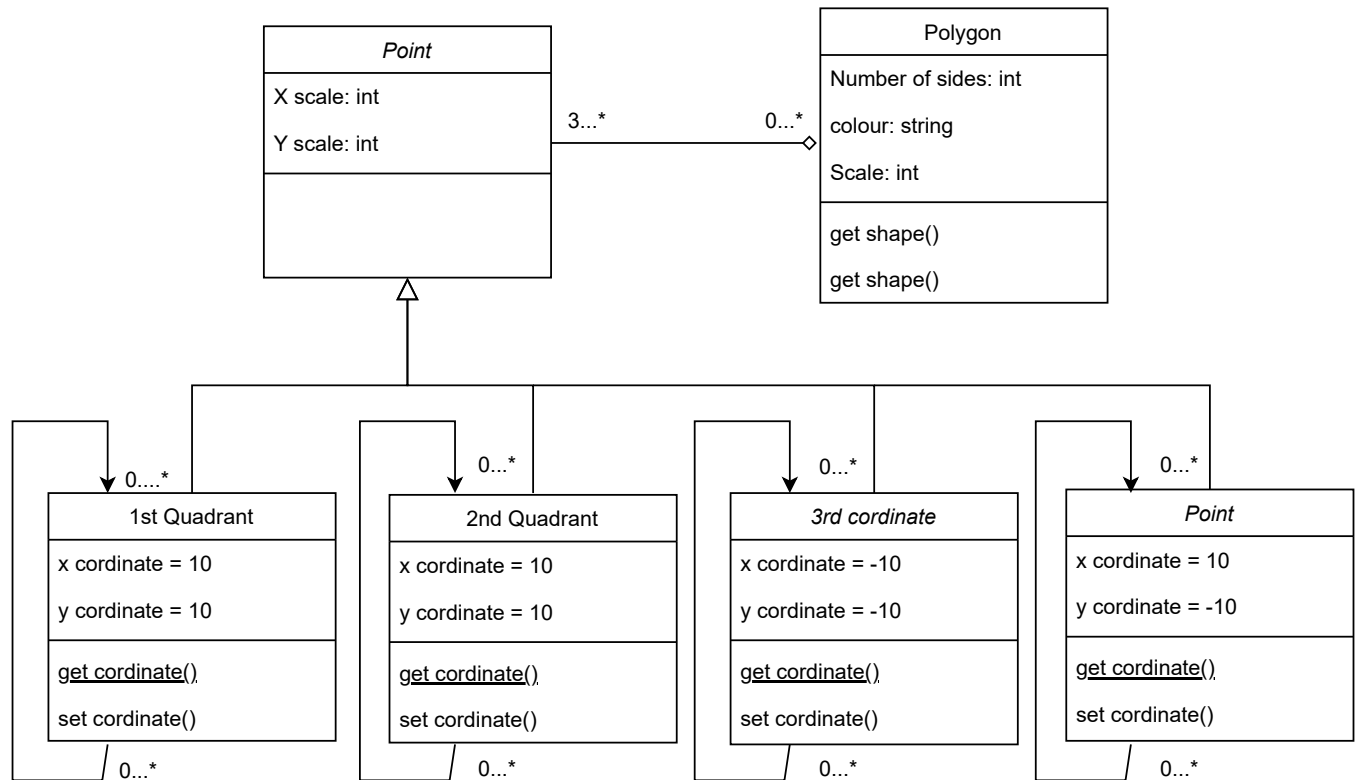 Point
X scale: int
Y scale: int
3...*
0...*
Polygon
Number of sides: int
colour: string
Scale: int
get shape()
get shape()
0....*
1st Quadrant
x cordinate = 10
y cordinate = 10
get cordinate()
set cordinate()
0...*
0...*
2nd Quadrant
x cordinate = 10
y cordinate = 10
get cordinate()
set cordinate()
0...*
0...*
3rd cordinate
x cordinate = -10
y cordinate = -10
get cordinate()
set cordinate()
0...*
0...*
Point
x cordinate = 10
y cordinate = -10
get cordinate()
set cordinate()
0...*